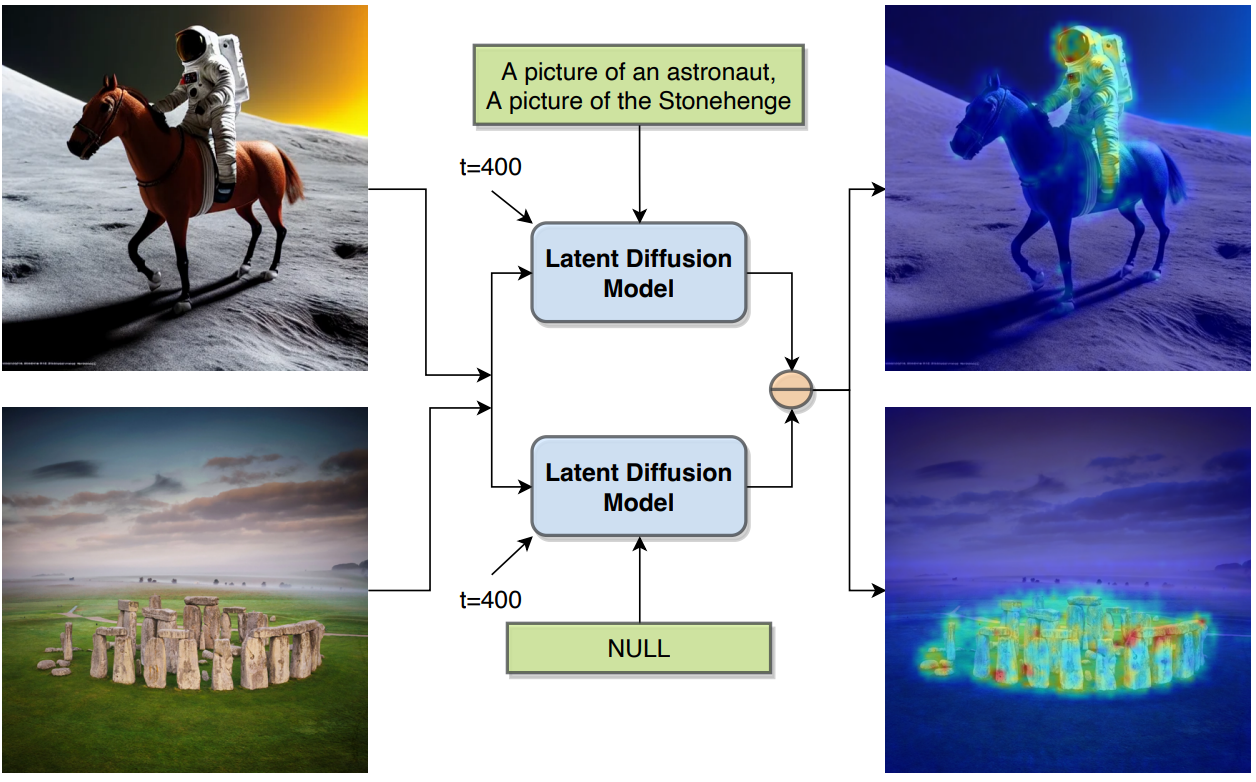 A picture of an astronaut,
A picture of the Stonehenge
t=400
Latent Diffusion
Model
Latent Diffusion
Model
t=400
NULL